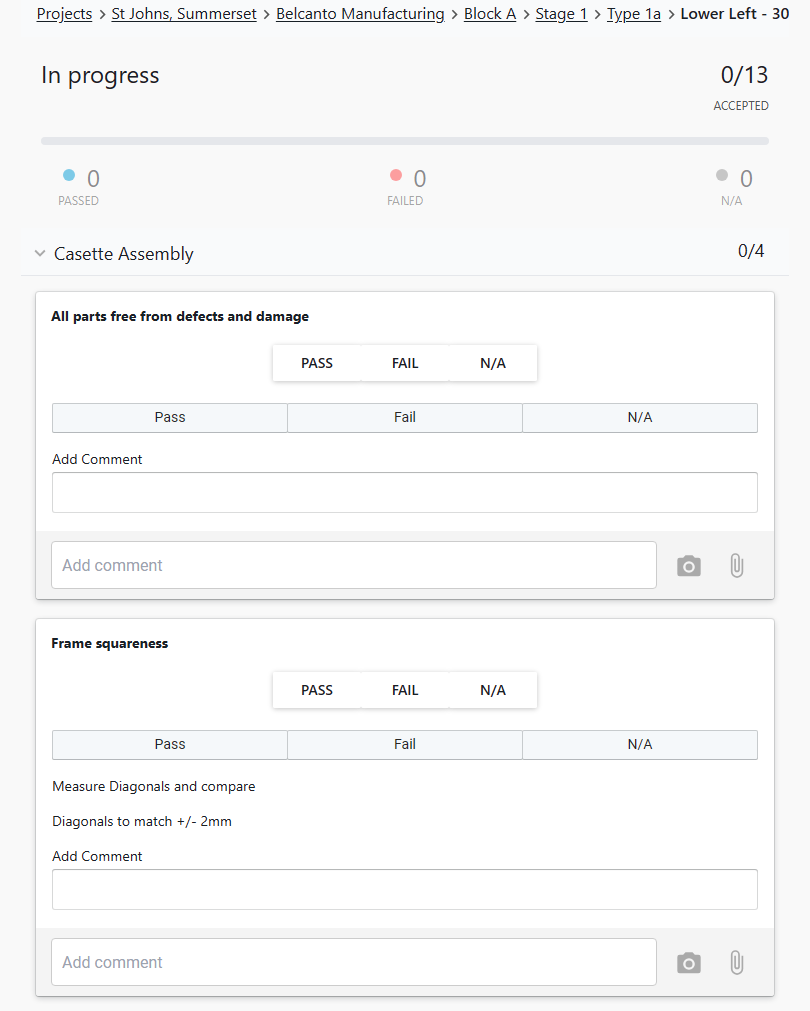 Projects > St Johns, Summerset > Belcanto Manufacturing > Block A > Stage 1 > Type 1a > Lower Left - 30
In progress 0/13
ACCEPTED
0 0 0
PASSED FAILED N/A
Casette Assembly 0/4
All parts free from defects and damage
PASS FAIL N/A
Pass Fail N/A
Add Comment
Add comment
Frame squareness
PASS FAIL N/A
Pass Fail N/A
Measure Diagonals and compare
Diagonals to match +/- 2mm
Add Comment
Add comment